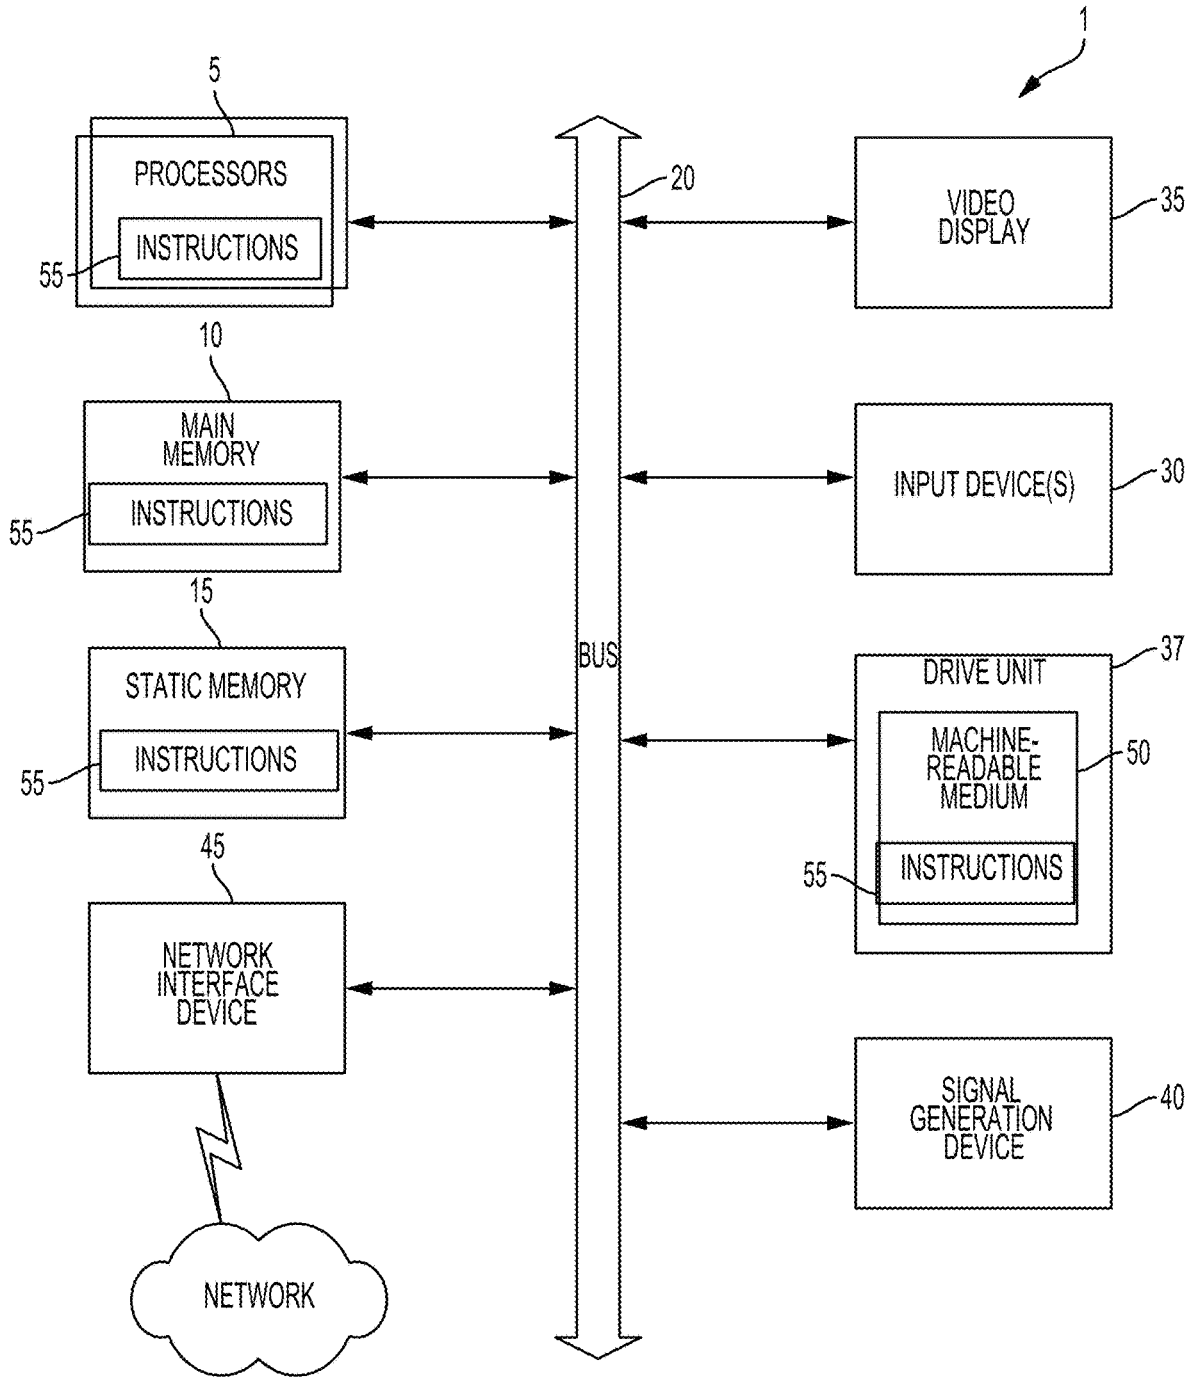 1
5
PROCESSORS
INSTRUCTIONS
55
20
VIDEO
DISPLAY
35
10
MAIN
MEMORY
INSTRUCTIONS
55
INPUT DEVICE(S)
30
15
STATIC MEMORY
INSTRUCTIONS
55
BUS
37
DRIVE UNIT
MACHINE-
READABLE
MEDIUM
50
INSTRUCTIONS
55
45
NETWORK
INTERFACE
DEVICE
SIGNAL
GENERATION
DEVICE
40
NETWORK